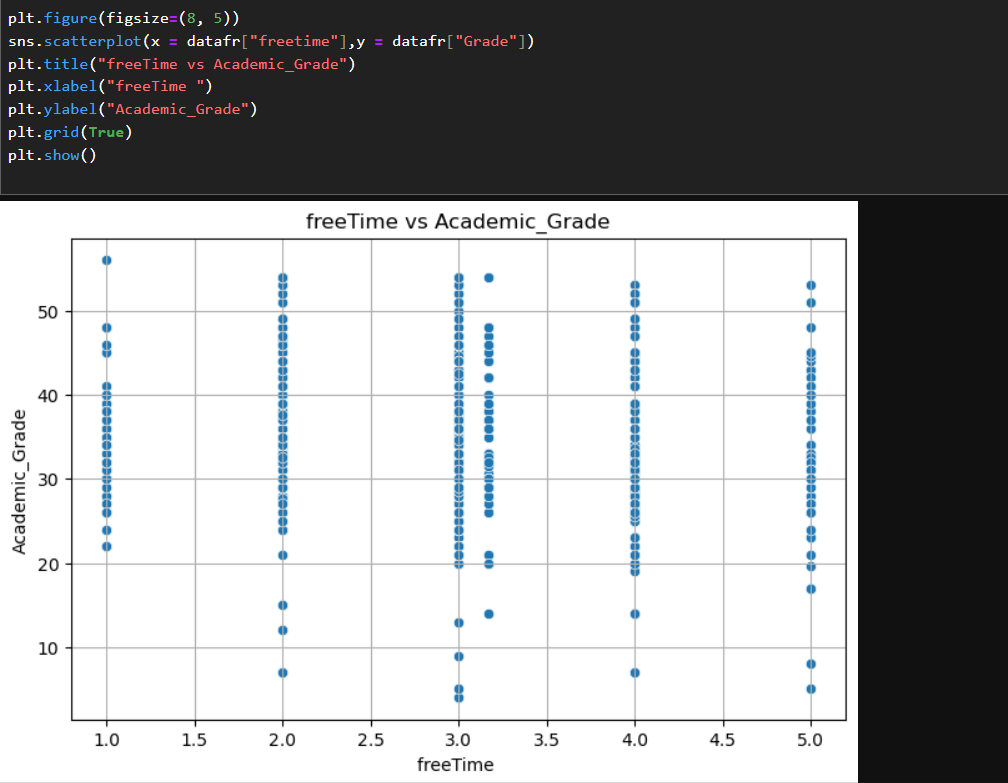 plt.figure(figsize=(8, 5))
sns.scatterplot(x = datafr["freetime"],y = datafr["Grade"])
plt.title("freeTime vs Academic_Grade")
plt.xlabel("freeTime ")
plt.ylabel("Academic_Grade")
plt.grid(True)
plt.show()
freeTime vs Academic_Grade
50
40
30
20
10
Academic_Grade
1.0 1.5 2.0 2.5 3.0 3.5 4.0 4.5 5.0
freeTime